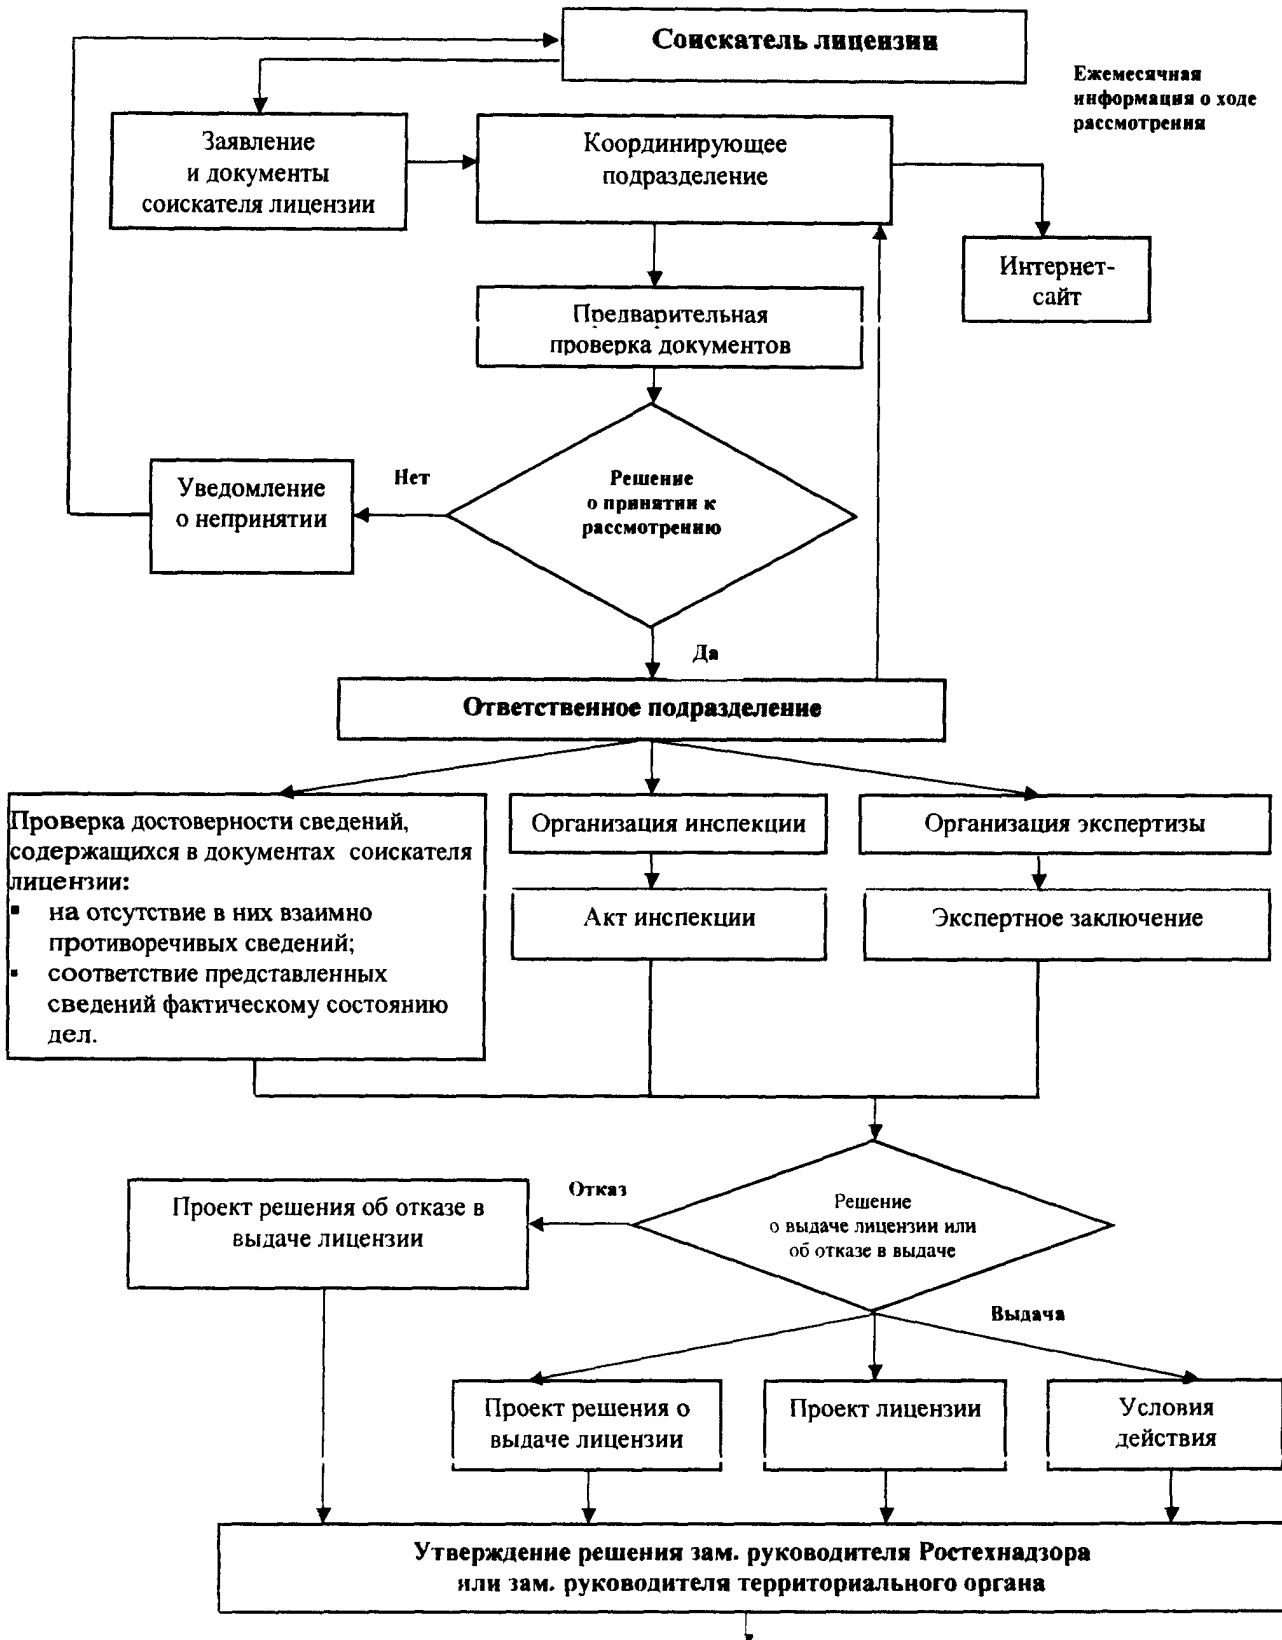 Соискатель лицензии
Ежемесячная
информация о ходе
рассмотрения
Заявление
и документы
соискателя лицензии
Координирующее
подразделение
Интернет-
сайт
Предварительная
проверка документов
Нет
Решение
о принятии к
рассмотрению
Уведомление
о непринятии
Да
Ответственное подразделение
Проверка достоверности сведений,
содержащихся в документах соискателя
лицензии:
▪ на отсутствие в них взаимно
противоречивых сведений;
▪ соответствие представленных
сведений фактическому состоянию
дел.
Организация инспекции
Организация экспертизы
Акт инспекции
Экспертное заключение
Отказ
Проект решения об отказе в
выдаче лицензии
Решение
о выдаче лицензии или
об отказе в выдаче
Выдача
Проект решения о
выдаче лицензии
Проект лицензии
Условия
действия
Утверждение решения зам. руководителя Ростехнадзора
или зам. руководителя территориального органа